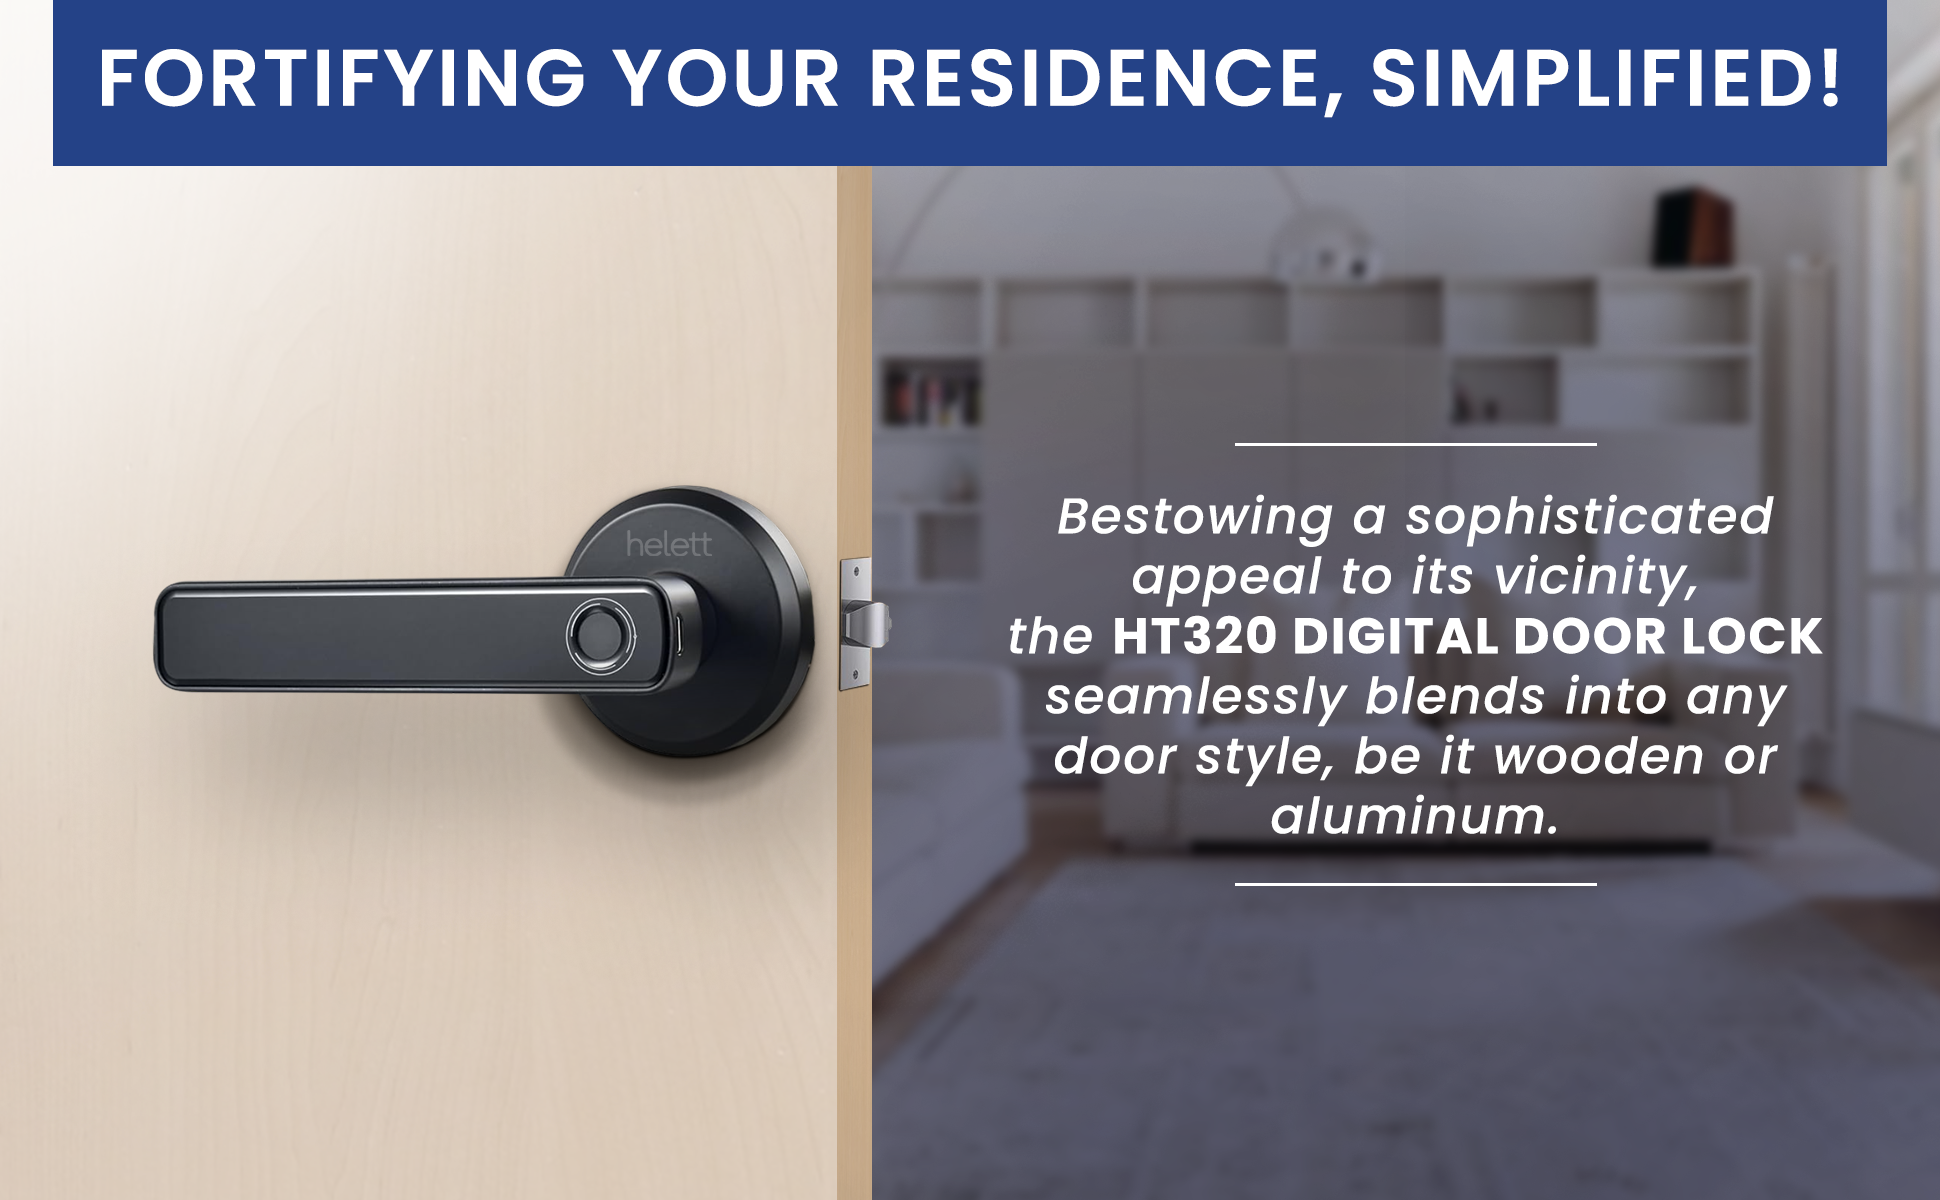 FORTIFYING YOUR RESIDENCE, SIMPLIFIED!
helett
Bestowing a sophisticated
appeal to its vicinity,
the HT320 DIGITAL DOOR LOCK
seamlessly blends into any
door style, be it wooden or
aluminum.